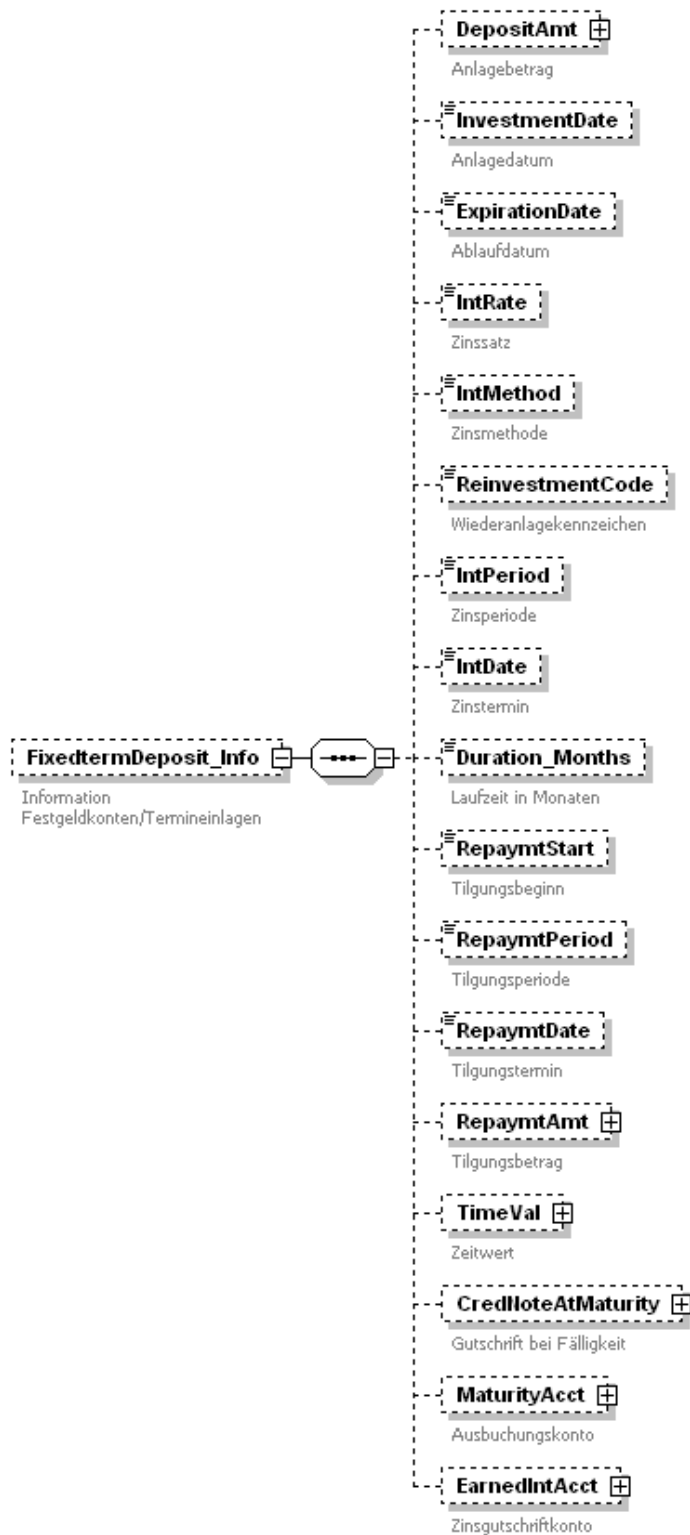 DepositAmt
Anlagebetrag
InvestmentDate
Anlagedatum
ExpirationDate
Ablaufdatum
IntRate
Zinssatz
IntMethod
Zinsmethode
ReinvestmentCode
Wiederanlagekennzeichen
IntPeriod
Zinsperiode
IntDate
Zinstermin
FixedtermDeposit_Info
Information
Festgeldkonten/Termineinlagen
Duration_Months
Laufzeit in Monaten
RepaymtStart
Tilgungsbeginn
RepaymtPeriod
Tilgungsperiode
RepaymtDate
Tilgungstermin
RepaymtAmt
Tilgungsbetrag
TimeVal
Zeitwert
CredNoteAtMaturity
Gutschrift bei Fälligkeit
MaturityAcct
Ausbuchungskonto
EarnedIntAcct
Zinsgutschriftkonto